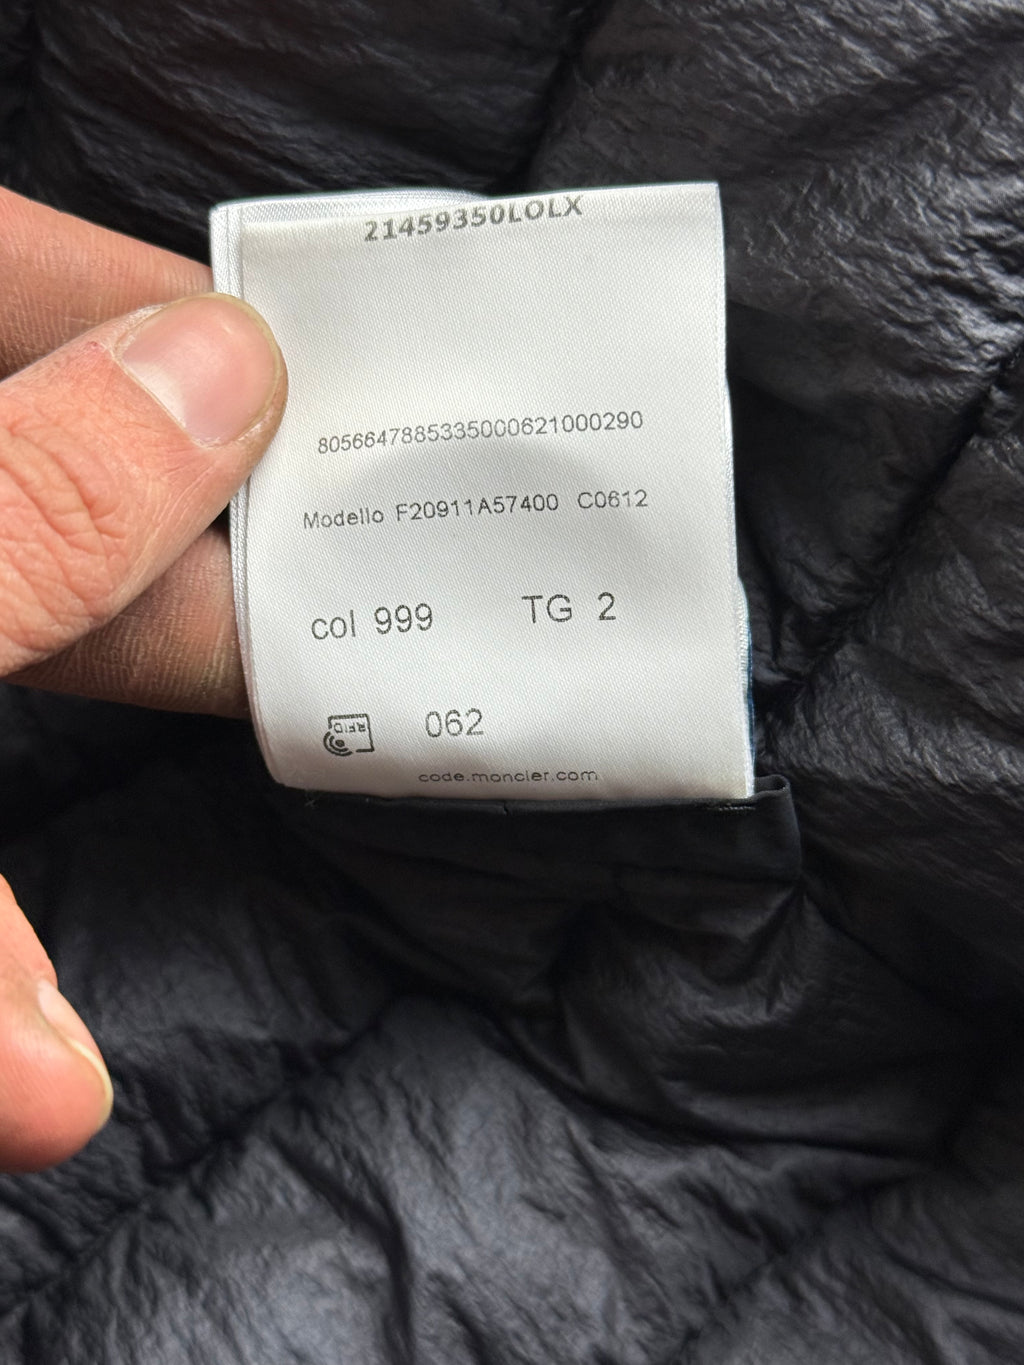 21459350LOLX
8056647885335000621000290
Modello F20911A57400 C0612
col 999 TG 2
RFID 062
code.moncler.com